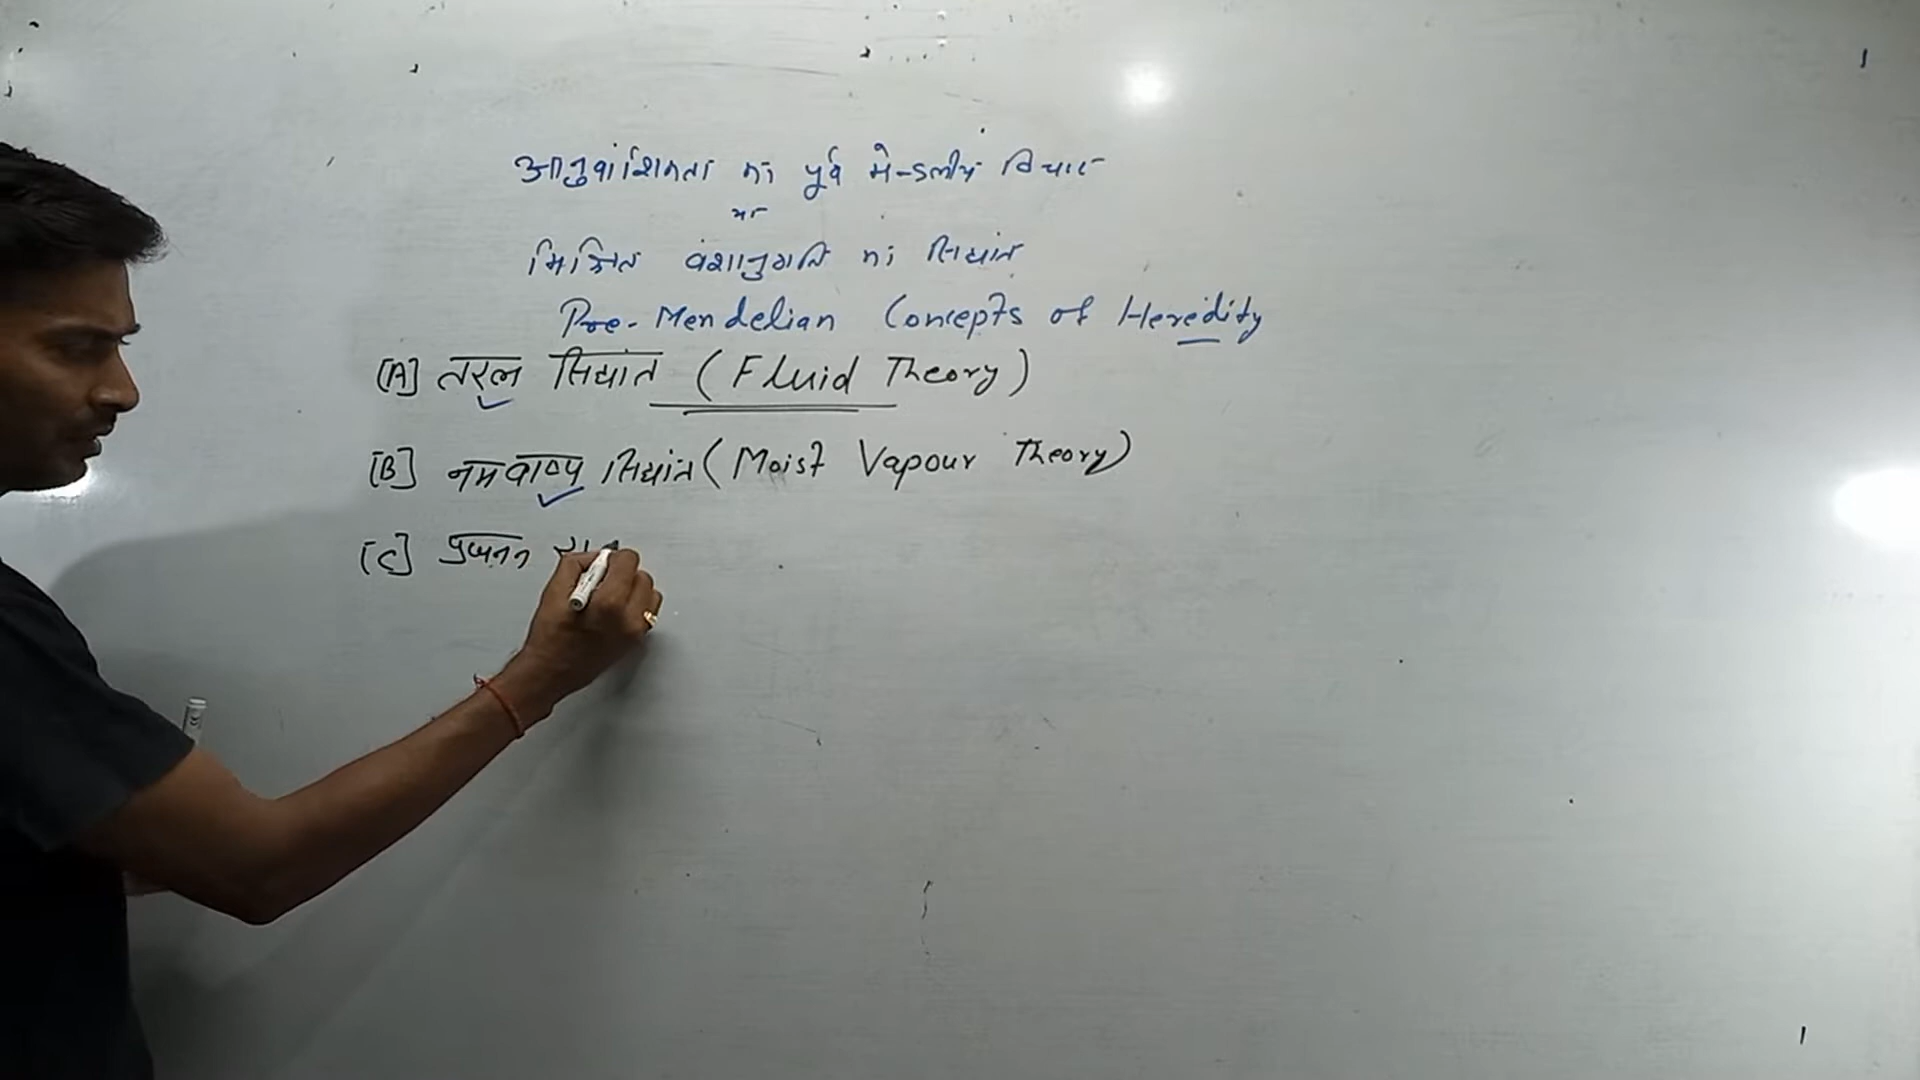 आनुवांशिकता का पूर्व मेन्डलीय विचार
या
मिश्रित वंशानुगति का सिधांत
Pre-Mendelian Concepts of Heredity
[A] तरल सिधांत (Fluid Theory)
[B] नमवाष्प सिधांत (Moist Vapour Theory)
[C] प्रजनन